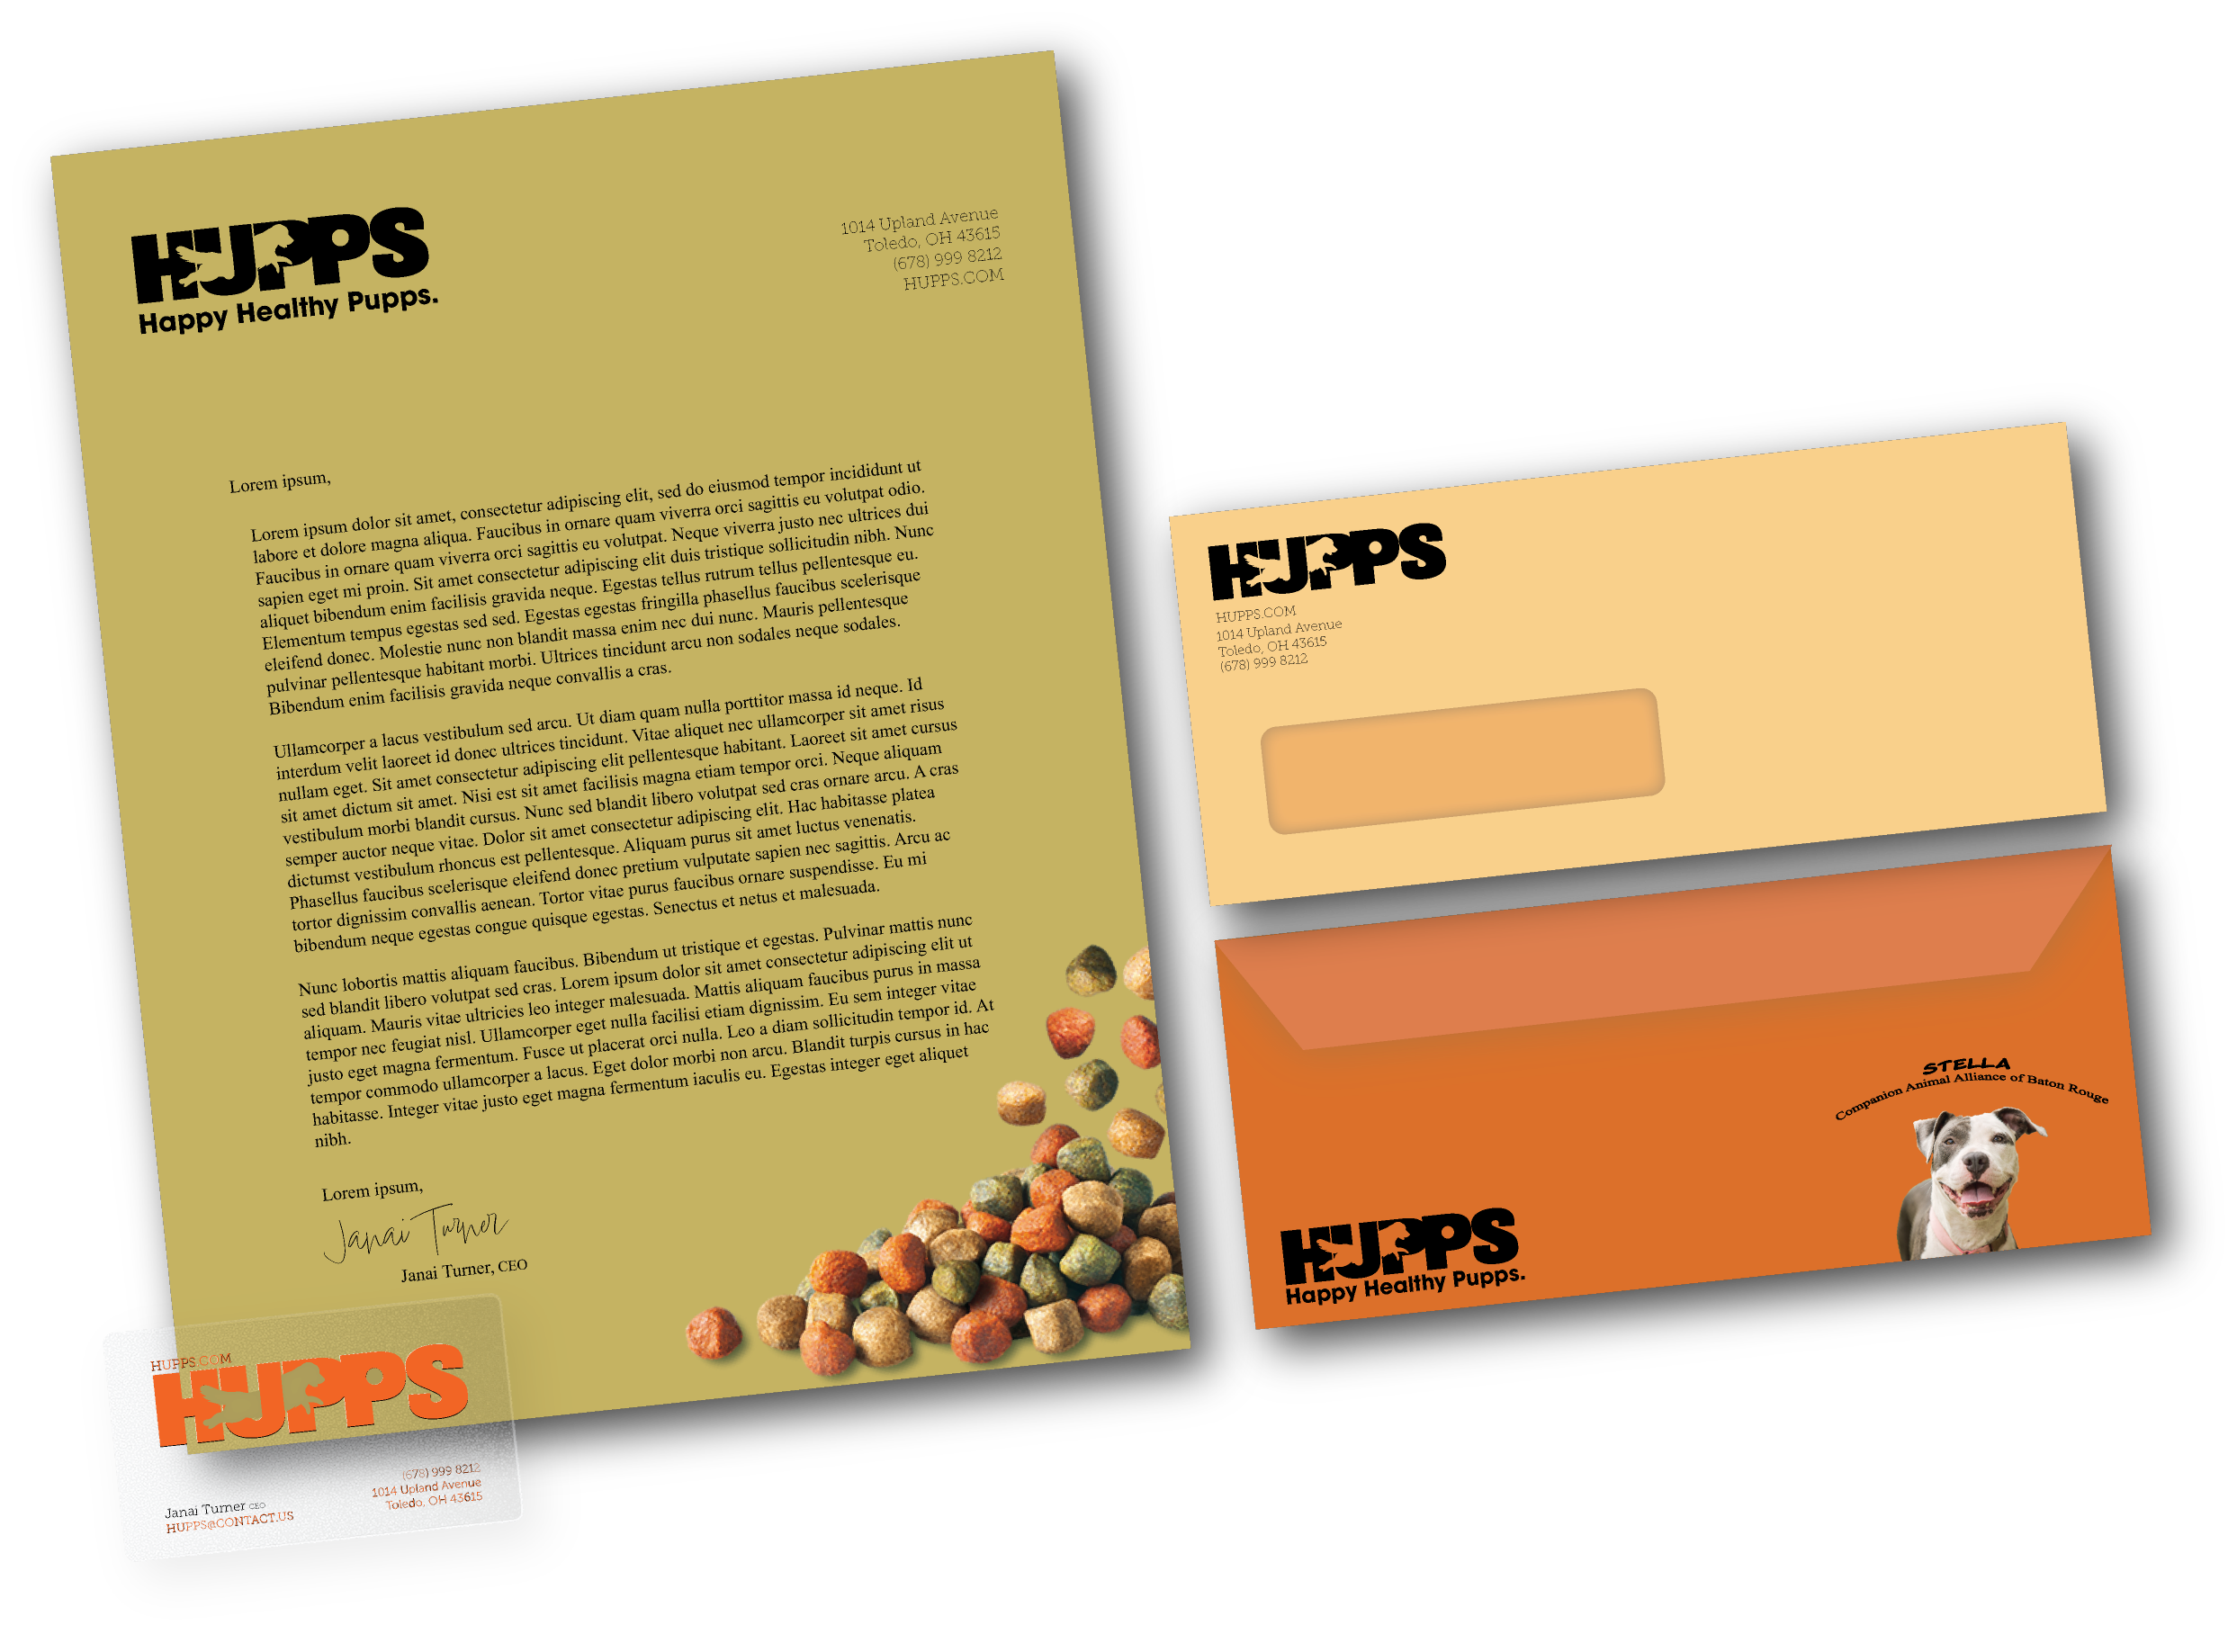 HUPPS
Happy Healthy Pupps.
1014 Upland Avenue
Toledo, OH 43615
(678) 999 8212
HUPPS.COM
Lorem ipsum,
Lorem ipsum dolor sit amet, consectetur adipiscing elit, sed do eiusmod tempor incididunt ut
labore et dolore magna aliqua. Faucibus in ornare quam viverra orci sagittis eu volutpat odio.
Faucibus in ornare quam viverra orci sagittis eu volutpat. Neque viverra justo nec ultrices dui
sapien eget mi proin. Sit amet consectetur adipiscing elit duis tristique sollicitudin nibh. Nunc
aliquet bibendum enim facilisis gravida neque. Egestas tellus rutrum tellus pellentesque eu.
Elementum tempus egestas sed sed. Egestas egestas fringilla phasellus faucibus scelerisque
eleifend donec. Molestie nunc non blandit massa enim nec dui nunc. Mauris pellentesque
pulvinar pellentesque habitant morbi. Ultrices tincidunt arcu non sodales neque sodales.
Bibendum enim facilisis gravida neque convallis a cras.
Ullamcorper a lacus vestibulum sed arcu. Ut diam quam nulla porttitor massa id neque. Id
interdum velit laoreet id donec ultrices tincidunt. Vitae aliquet nec ullamcorper sit amet risus
nullam eget. Sit amet consectetur adipiscing elit pellentesque habitant. Laoreet sit amet cursus
sit amet dictum sit amet. Nisi est sit amet facilisis magna etiam tempor orci. Neque aliquam
vestibulum morbi blandit cursus. Nunc sed blandit libero volutpat sed cras ornare arcu. A cras
semper auctor neque vitae. Dolor sit amet consectetur adipiscing elit. Hac habitasse platea
dictumst vestibulum rhoncus est pellentesque. Aliquam purus sit amet luctus venenatis.
Phasellus faucibus scelerisque eleifend donec pretium vulputate sapien nec sagittis. Arcu ac
tortor dignissim convallis aenean. Tortor vitae purus faucibus ornare suspendisse. Eu mi
bibendum neque egestas congue quisque egestas. Senectus et netus et malesuada.
Nunc lobortis mattis aliquam faucibus. Bibendum ut tristique et egestas. Pulvinar mattis nunc
sed blandit libero volutpat sed cras. Lorem ipsum dolor sit amet consectetur adipiscing elit ut
aliquam. Mauris vitae ultricies leo integer malesuada. Mattis aliquam faucibus purus in massa
tempor nec feugiat nisl. Ullamcorper eget nulla facilisi etiam dignissim. Eu sem integer vitae
justo eget magna fermentum. Fusce ut placerat orci nulla. Leo a diam sollicitudin tempor id. At
tempor commodo ullamcorper a lacus. Eget dolor morbi non arcu. Blandit turpis cursus in hac
habitasse. Integer vitae justo eget magna fermentum iaculis eu. Egestas integer eget aliquet
nibh.
Lorem ipsum,
Janai Turner
Janai Turner, CEO
HUPPS.COM
HUPPS
(678) 999 8212
1014 Upland Avenue
Toledo, OH 43615
Janai Turner CEO
HUPPS@CONTACT.US
HUPPS
HUPPS.COM
1014 Upland Avenue
Toledo, OH 43615
(678) 999 8212
STELLA
Companion Animal Alliance of Baton Rouge
HUPPS
Happy Healthy Pupps.